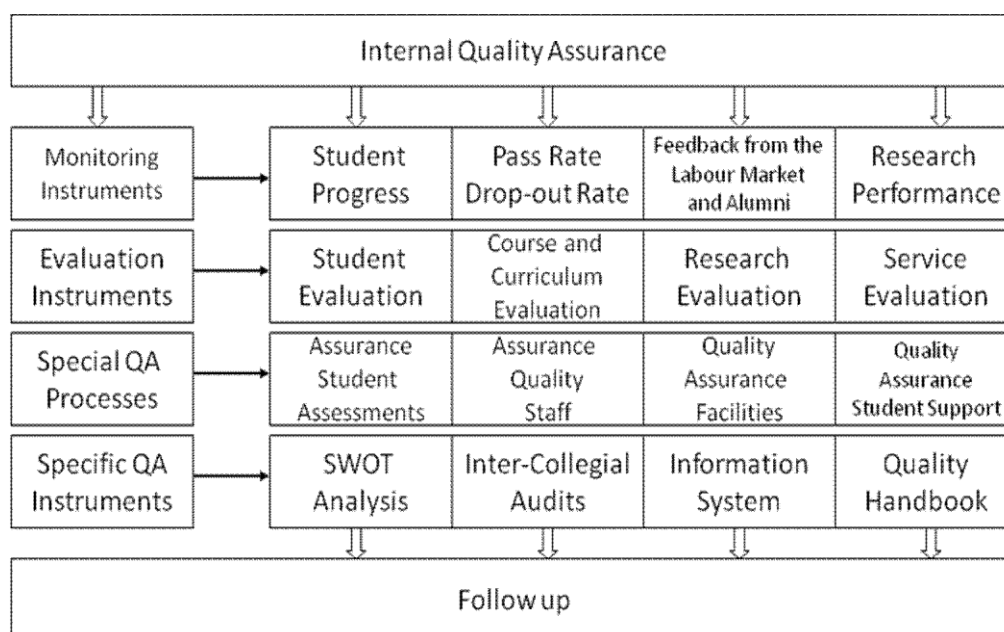 Internal Quality Assurance
Monitoring
Instruments
Student
Progress
Pass Rate
Drop-out Rate
Feedback from the
Labour Market
and Alumni
Research
Performance
Evaluation
Instruments
Student
Evaluation
Course and
Curriculum
Evaluation
Research
Evaluation
Service
Evaluation
Special QA
Processes
Assurance
Student
Assessments
Assurance
Quality
Staff
Quality
Assurance
Facilities
Quality
Assurance
Student Support
Specific QA
Instruments
SWOT
Analysis
Inter-Collegial
Audits
Information
System
Quality
Handbook
Follow up